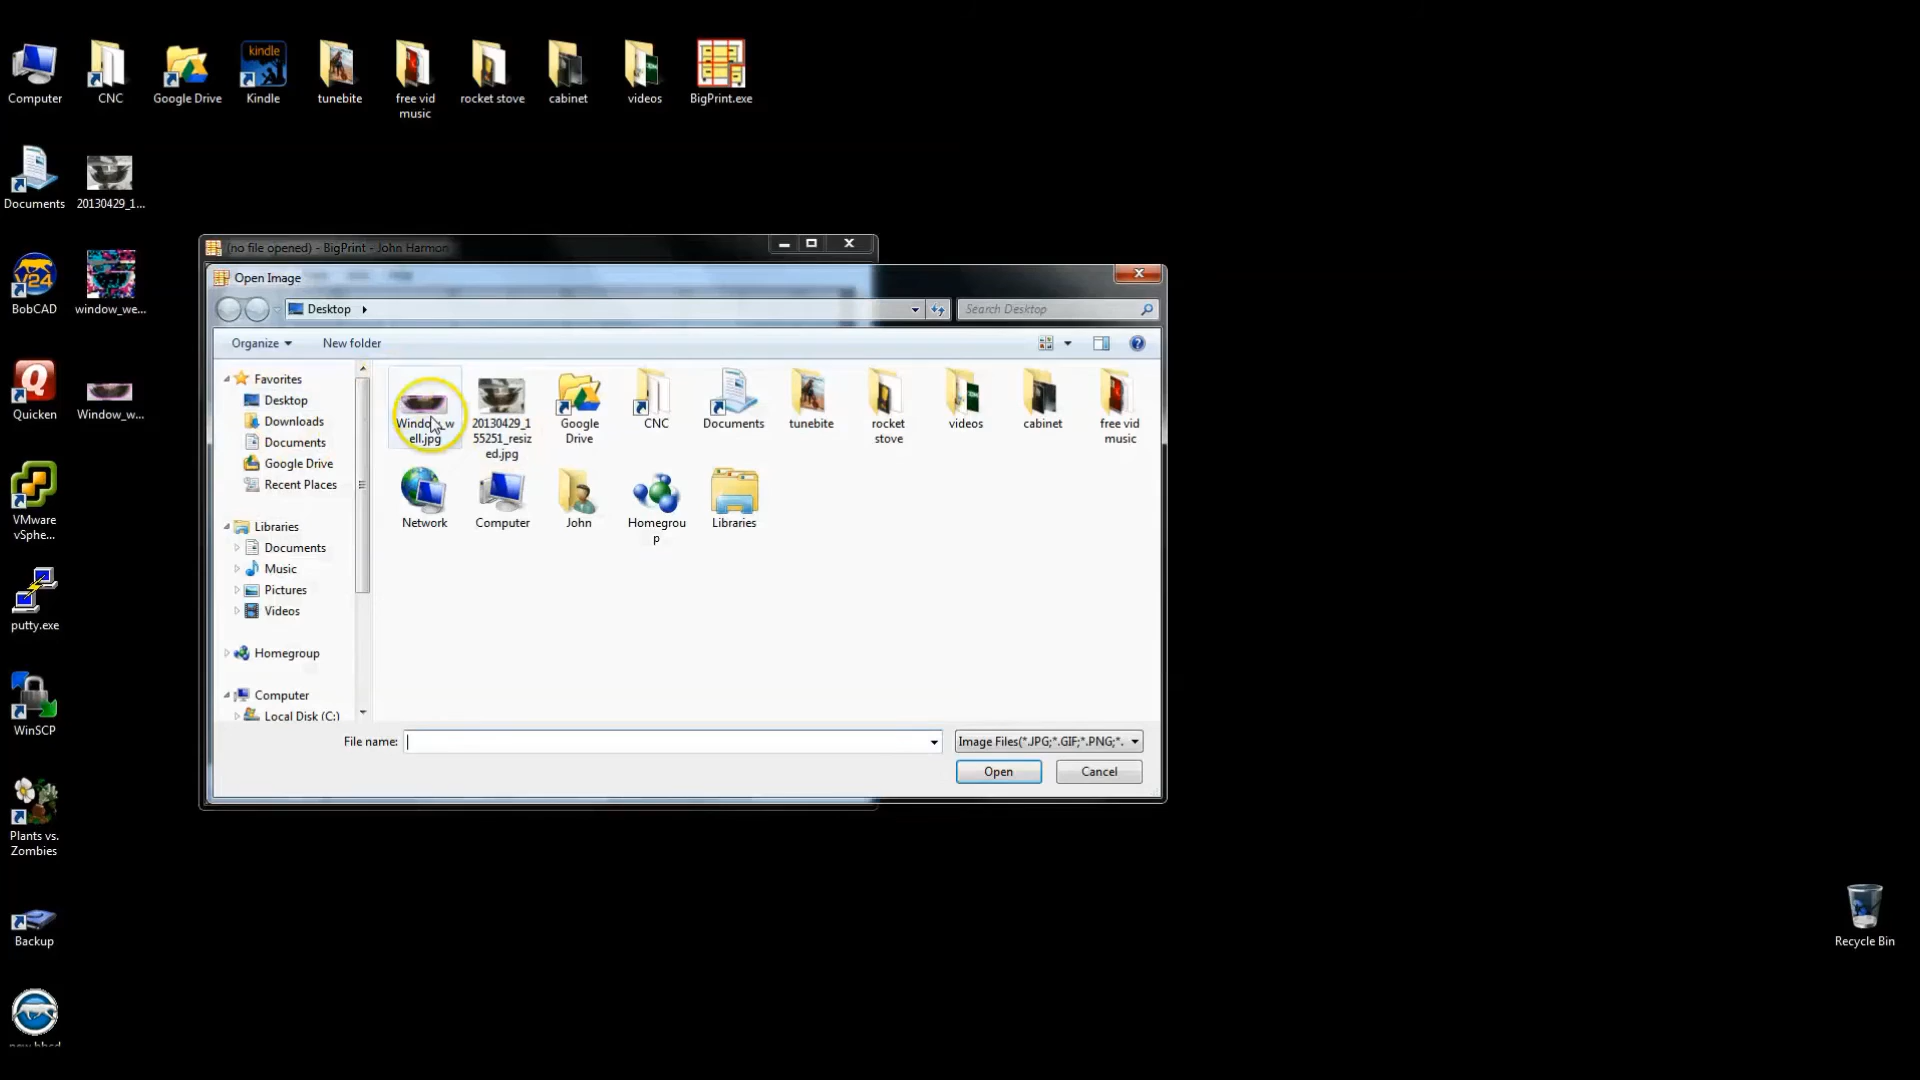 Computer
CNC
Google Drive
kindle
Kindle
tunebite
free vid
music
rocket stove
cabinet
videos
BigPrint.exe
Documents
20130429_1...
V24
BobCAD
window_we...
Quicken
Window_w...
VMware
vSphe...
putty.exe
WinSCP
Plants vs.
Zombies
Backup
Recycle Bin
(no file opened) - BigPrint - John Harmon
Open Image
Desktop
Search Desktop
Organize
New folder
Favorites
Desktop
Downloads
Documents
Google Drive
Recent Places
Libraries
Documents
Music
Pictures
Videos
Homegroup
Computer
Local Disk (C:)
Window_w
ell.jpg
20130429_1
55251_resiz
ed.jpg
Google
Drive
CNC
Documents
tunebite
rocket
stove
videos
cabinet
free vid
music
Network
Computer
John
Homegrou
p
Libraries
File name:
Image Files(*.JPG;*.GIF;*.PNG;*.
Open
Cancel